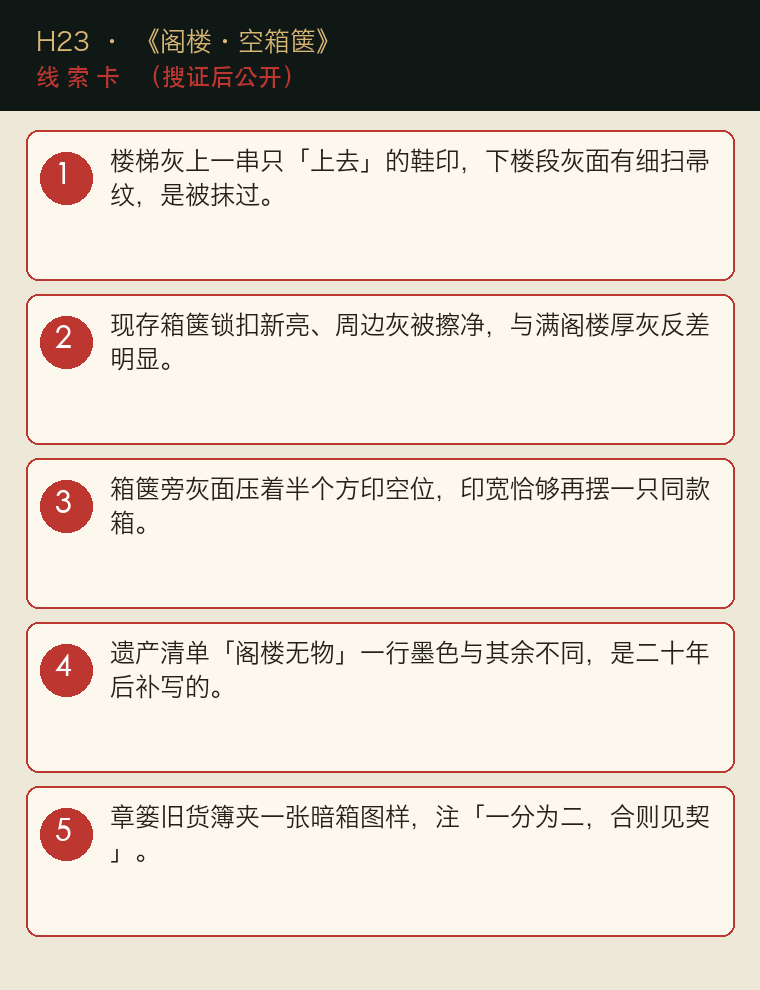 H23 · 《阁楼·空箱箧》
线 索 卡 （搜证后公开）
1
楼梯灰上一串只「上去」的鞋印，下楼段灰面有细扫帚
纹，是被抹过。
2
现存箱箧锁扣新亮、周边灰被擦净，与满阁楼厚灰反差
明显。
3
箱箧旁灰面压着半个方印空位，印宽恰够再摆一只同款
箱。
4
遗产清单「阁楼无物」一行墨色与其余不同，是二十年
后补写的。
5
章篓旧货簿夹一张暗箱图样，注「一分为二，合则见契
」。